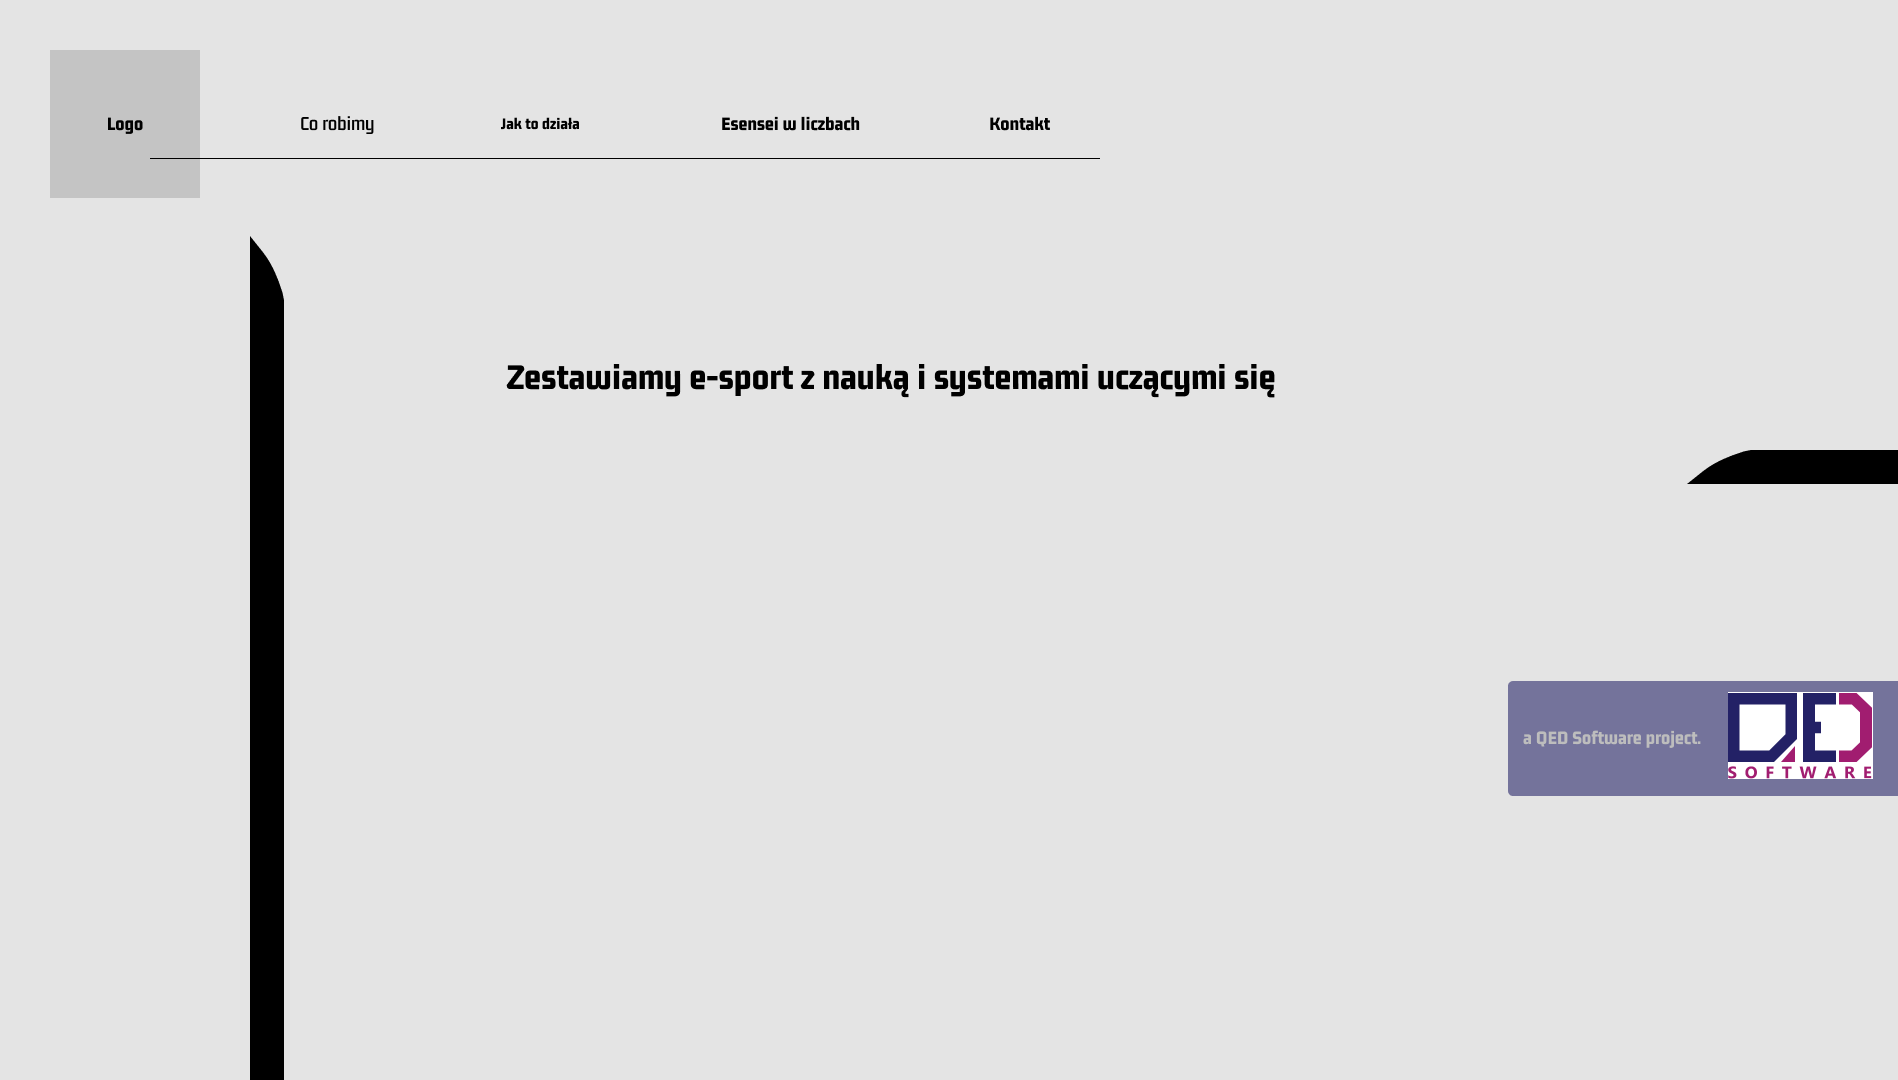 Logo
Co robimy
Jak to działa
Esensei w liczbach
Kontakt
Zestawiamy e-sport z nauką i systemami uczącymi się
a QED Software project.
QED
SOFTWARE